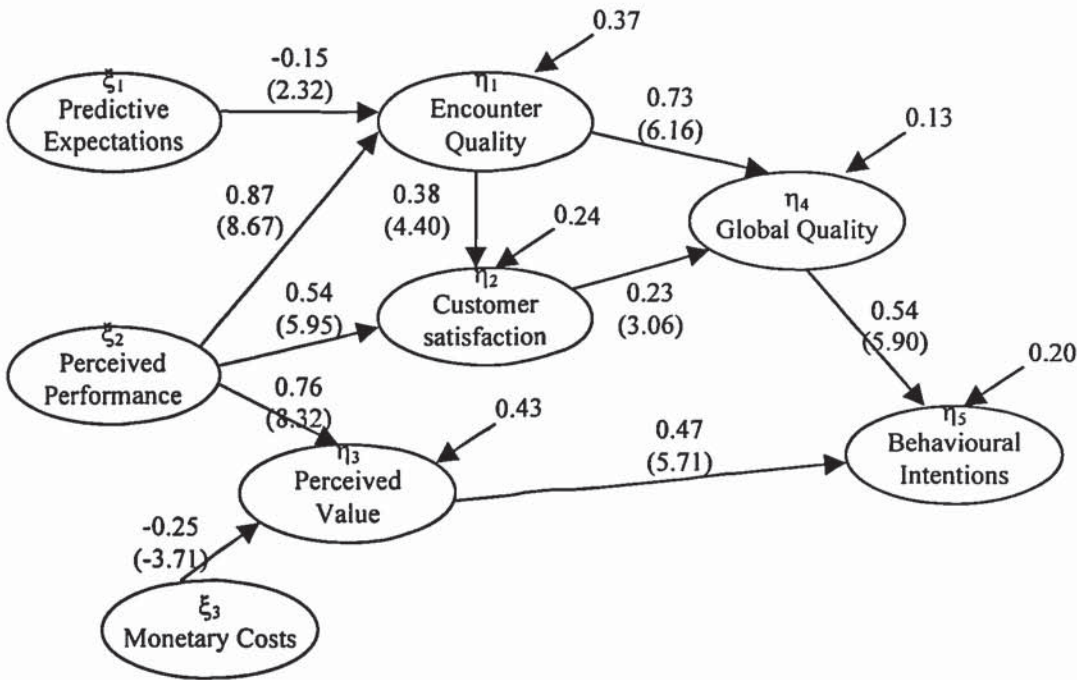 0.37
-0.15
(2.32)
ξ₁
Predictive
Expectations
η₁
Encounter
Quality
0.73
(6.16)
0.13
0.87
(8.67)
0.38
(4.40)
0.24
η₄
Global Quality
η₂
Customer
satisfaction
0.54
(5.95)
0.23
(3.06)
0.54
(5.90)
ξ₂
Perceived
Performance
0.76
(8.32)
0.43
0.20
η₃
Perceived
Value
0.47
(5.71)
η₅
Behavioural
Intentions
-0.25
(-3.71)
ξ₃
Monetary Costs